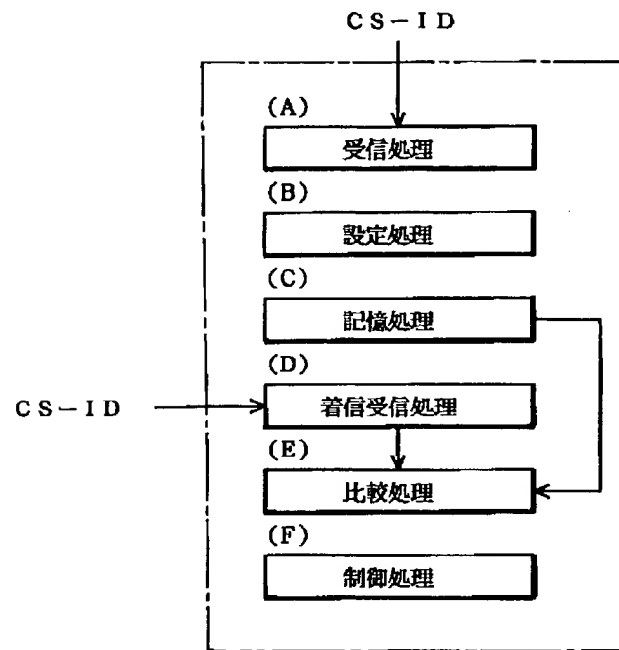 CS-ID
(A)
受信処理
(B)
設定処理
(C)
記憶処理
(D)
CS-ID
着信受信処理
(E)
比較処理
(F)
制御処理